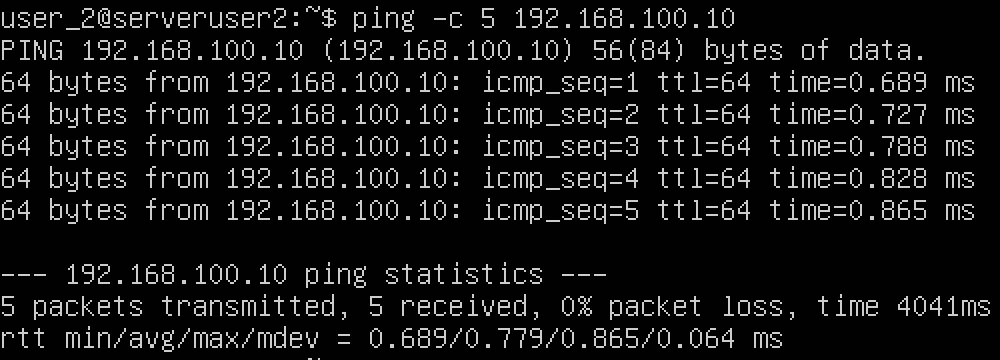 user_2@serveruser2:~$ ping -c 5 192.168.100.10
PING 192.168.100.10 (192.168.100.10) 56(84) bytes of data.
64 bytes from 192.168.100.10: icmp_seq=1 ttl=64 time=0.689 ms
64 bytes from 192.168.100.10: icmp_seq=2 ttl=64 time=0.727 ms
64 bytes from 192.168.100.10: icmp_seq=3 ttl=64 time=0.788 ms
64 bytes from 192.168.100.10: icmp_seq=4 ttl=64 time=0.828 ms
64 bytes from 192.168.100.10: icmp_seq=5 ttl=64 time=0.865 ms
--- 192.168.100.10 ping statistics ---
5 packets transmitted, 5 received, 0% packet loss, time 4041ms
rtt min/avg/max/mdev = 0.689/0.779/0.865/0.064 ms